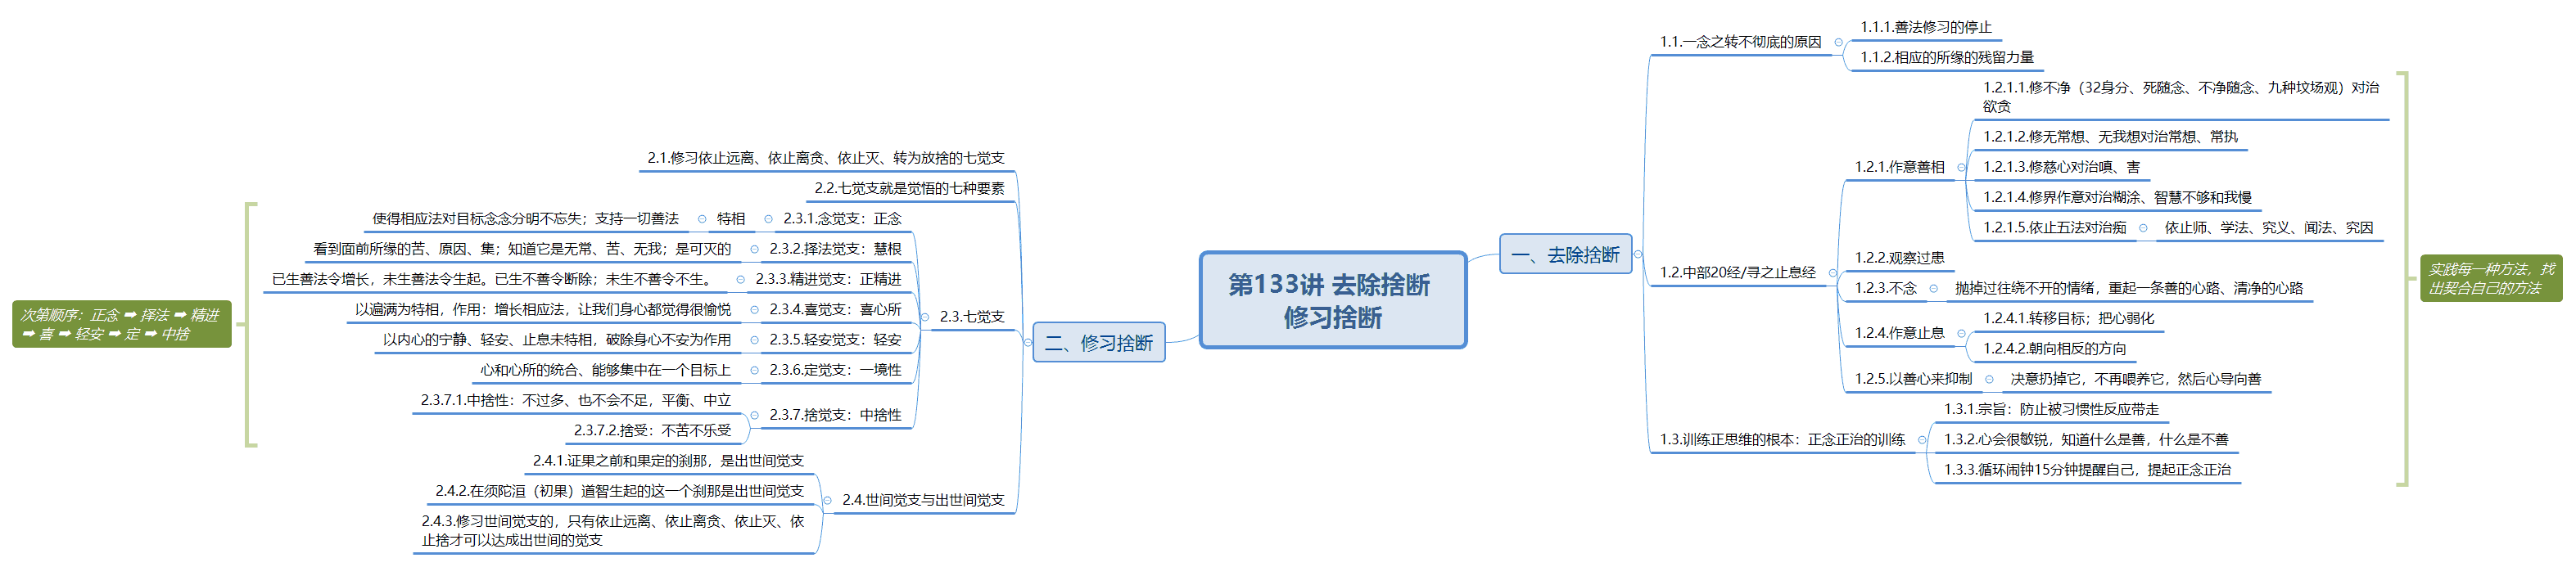 第133讲 去除捨断
修习捨断
一、去除捨断
1.1.一念之转不彻底的原因
1.1.1.善法修习的停止
1.1.2.相应的所缘的残留力量
1.2.中部20经/寻之止息经
1.2.1.作意善相
1.2.1.1.修不净（32身分、死随念、不净随念、九种坟场观）对治
欲贪
1.2.1.2.修无常想、无我想对治常想、常执
1.2.1.3.修慈心对治嗔、害
1.2.1.4.修界作意对治糊涂、智慧不够和我慢
1.2.1.5.依止五法对治痴
依止师、学法、究义、闻法、究因
1.2.2.观察过患
1.2.3.不念
抛掉过往绕不开的情绪，重起一条善的心路、清净的心路
1.2.4.作意止息
1.2.4.1.转移目标；把心弱化
1.2.4.2.朝向相反的方向
1.2.5.以善心来抑制
决意扔掉它，不再喂养它，然后心导向善
1.3.训练正思维的根本：正念正治的训练
1.3.1.宗旨：防止被习惯性反应带走
1.3.2.心会很敏锐，知道什么是善，什么是不善
1.3.3.循环闹钟15分钟提醒自己，提起正念正治
实践每一种方法，找
出契合自己的方法
二、修习捨断
2.1.修习依止远离、依止离贪、依止灭、转为放捨的七觉支
2.2.七觉支就是觉悟的七种要素
2.3.七觉支
2.3.1.念觉支：正念
特相
使得相应法对目标念念分明不忘失；支持一切善法
2.3.2.择法觉支：慧根
看到面前所缘的苦、原因、集；知道它是无常、苦、无我；是可灭的
2.3.3.精进觉支：正精进
已生善法令增长，未生善法令生起。已生不善令断除；未生不善令不生。
2.3.4.喜觉支：喜心所
以遍满为特相，作用：增长相应法，让我们身心都觉得很愉悦
2.3.5.轻安觉支：轻安
以内心的宁静、轻安、止息未特相，破除身心不安为作用
2.3.6.定觉支：一境性
心和心所的统合、能够集中在一个目标上
2.3.7.捨觉支：中捨性
2.3.7.1.中捨性：不过多、也不会不足，平衡、中立
2.3.7.2.捨受：不苦不乐受
2.4.世间觉支与出世间觉支
2.4.1.证果之前和果定的刹那，是出世间觉支
2.4.2.在须陀洹（初果）道智生起的这一个刹那是出世间觉支
2.4.3.修习世间觉支的，只有依止远离、依止离贪、依止灭、依
止捨才可以达成出世间的觉支
次第顺序：正念 ➡ 择法 ➡ 精进
➡ 喜 ➡ 轻安 ➡ 定 ➡ 中捨